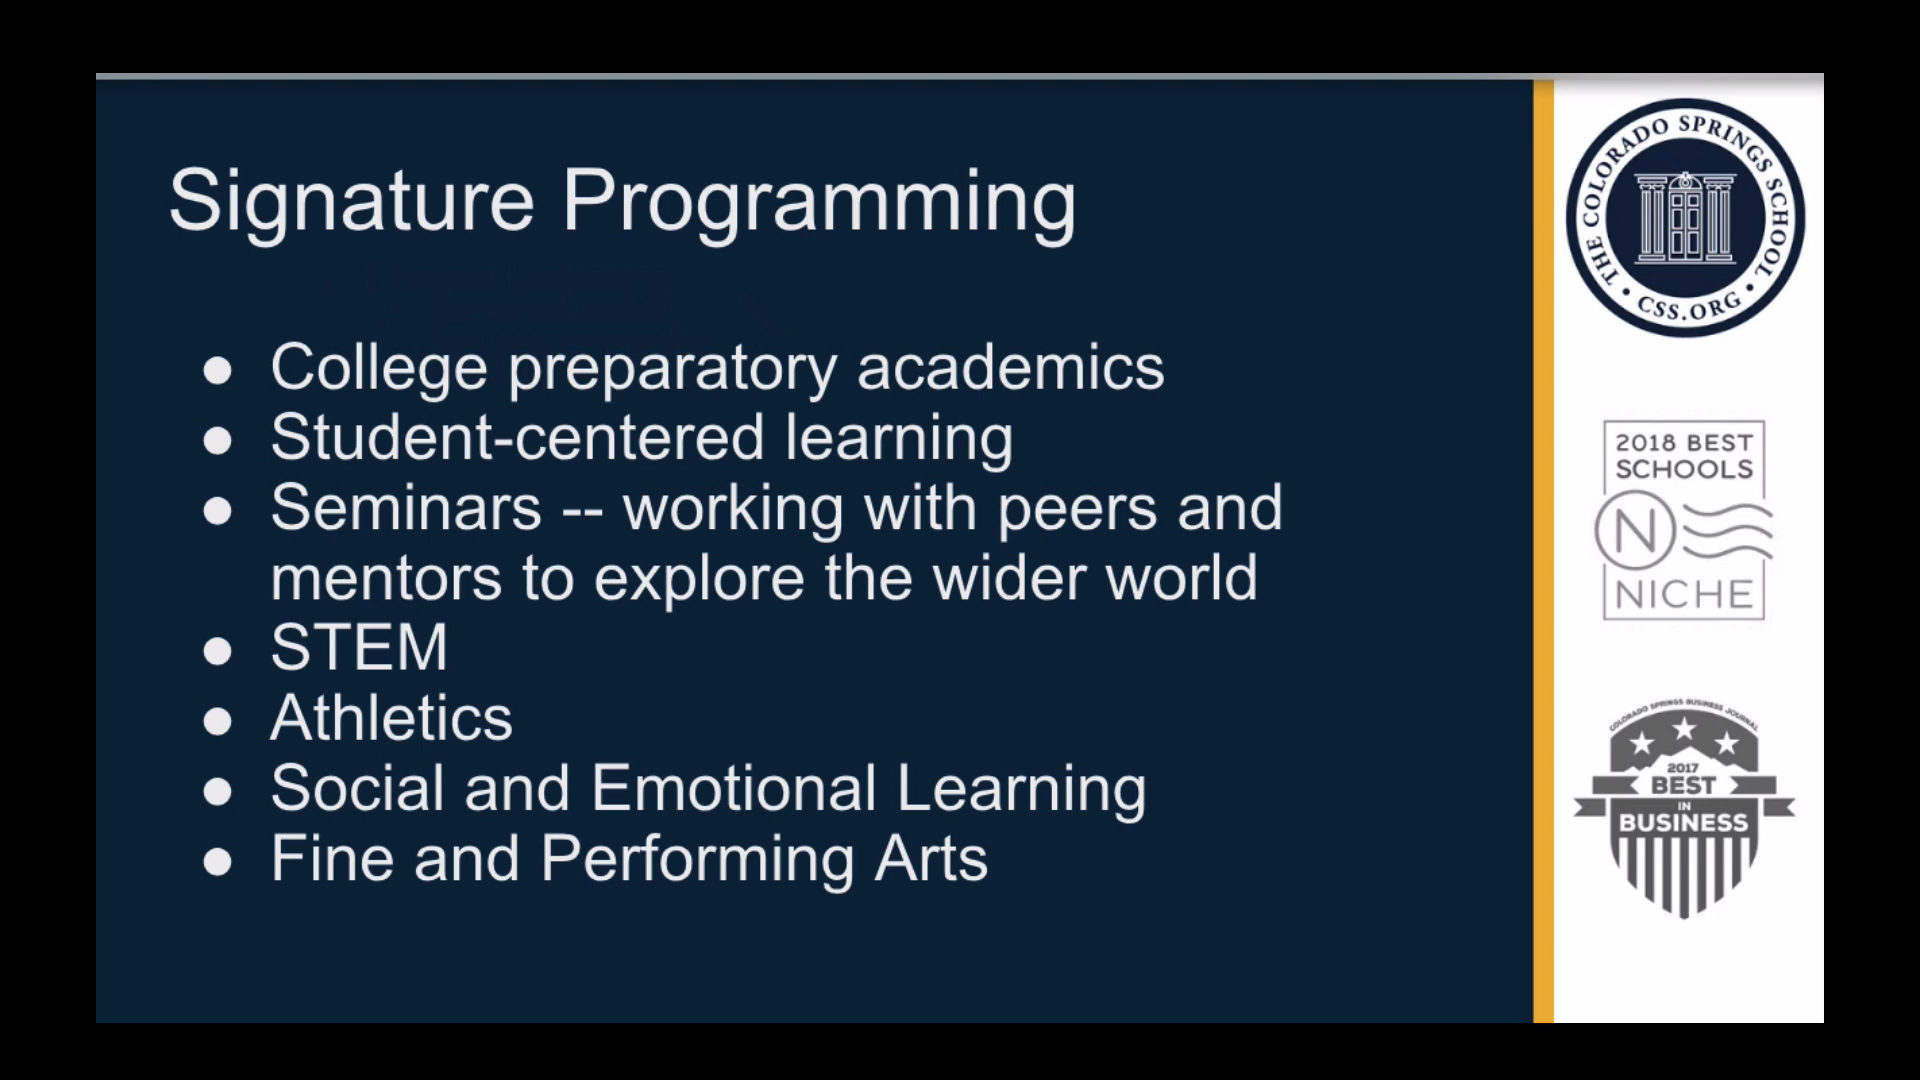 Signature Programming
● College preparatory academics
● Student-centered learning
● Seminars -- working with peers and
mentors to explore the wider world
● STEM
● Athletics
● Social and Emotional Learning
● Fine and Performing Arts
THE COLORADO SPRINGS SCHOOL
• CSS.ORG •
2018 BEST
SCHOOLS
N
NICHE
COLORADO SPRINGS BUSINESS JOURNAL
2017
BEST
IN
BUSINESS